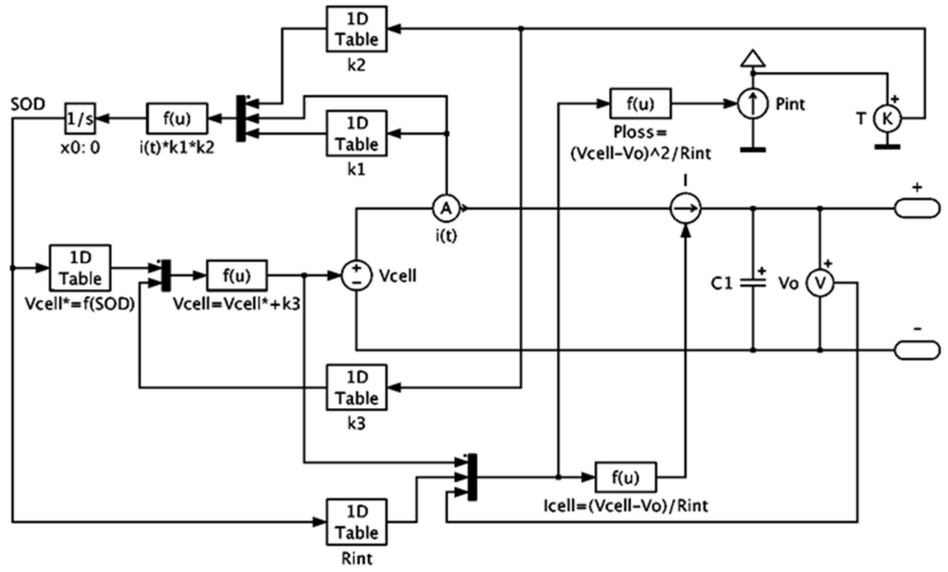 1D
Table
k2
SOD
1/s
x0: 0
f(u)
i(t)*k1*k2
1D
Table
k1
f(u)
Ploss=
(Vcell-Vo)^2/Rint
Pint
T
K
+
A
i(t)
I
+
1D
Table
Vcell*=f(SOD)
f(u)
Vcell=Vcell*+k3
+
−
Vcell
C1
+
Vo
+
V
-
1D
Table
k3
f(u)
Icell=(Vcell-Vo)/Rint
1D
Table
Rint